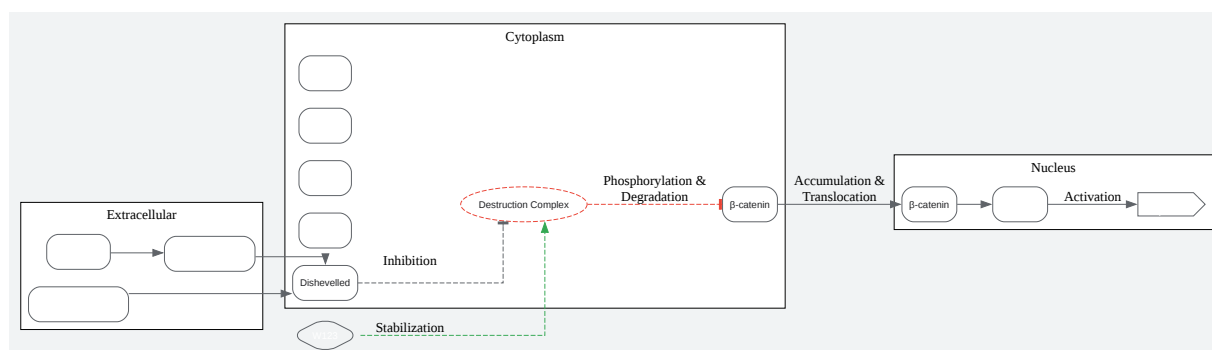 Cytoplasm
Extracellular
Dishevelled
Inhibition
Stabilization
Destruction Complex
Phosphorylation &
Degradation
β-catenin
Accumulation &
Translocation
Nucleus
β-catenin
Activation